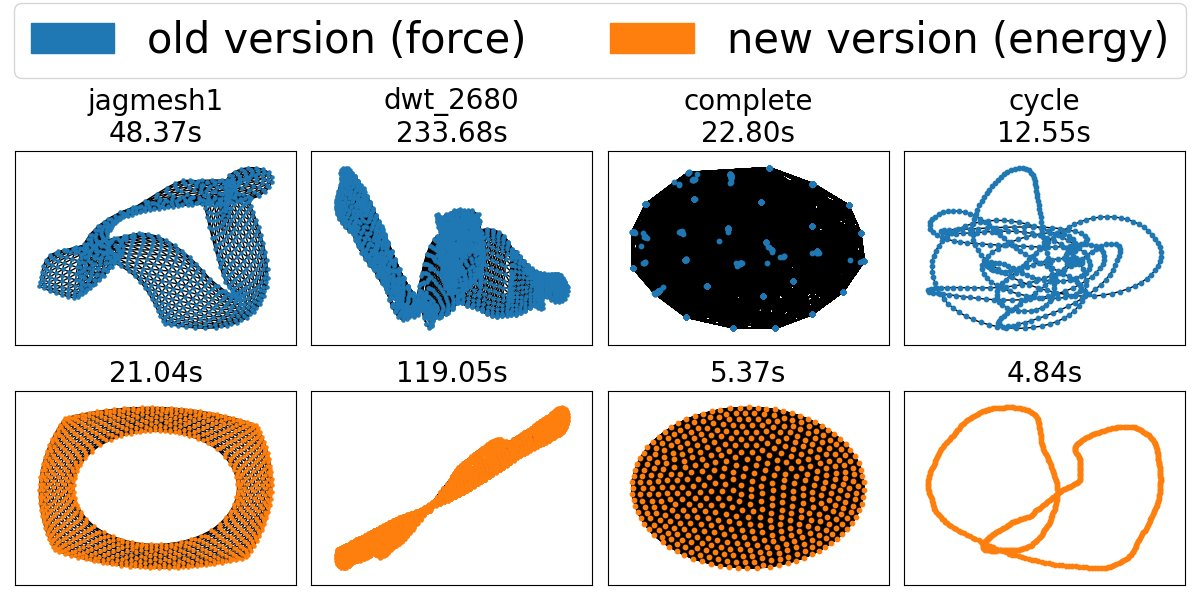 old version (force)
new version (energy)
jagmesh1
48.37s
dwt_2680
233.68s
complete
22.80s
cycle
12.55s
21.04s
119.05s
5.37s
4.84s